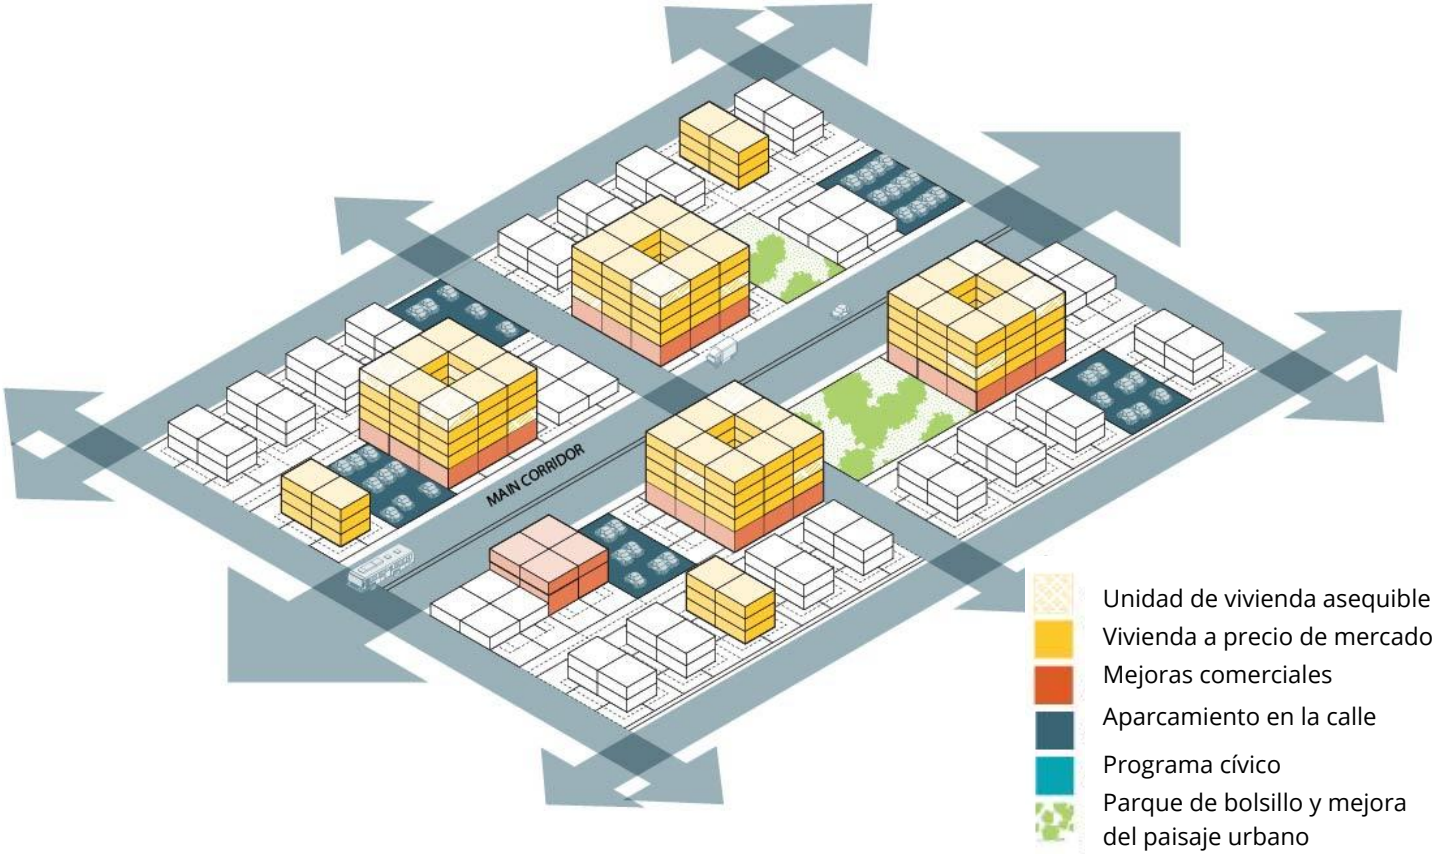 MAIN CORRIDOR
Unidad de vivienda asequible
Vivienda a precio de mercado
Mejoras comerciales
Aparcamiento en la calle
Programa cívico
Parque de bolsillo y mejora
del paisaje urbano